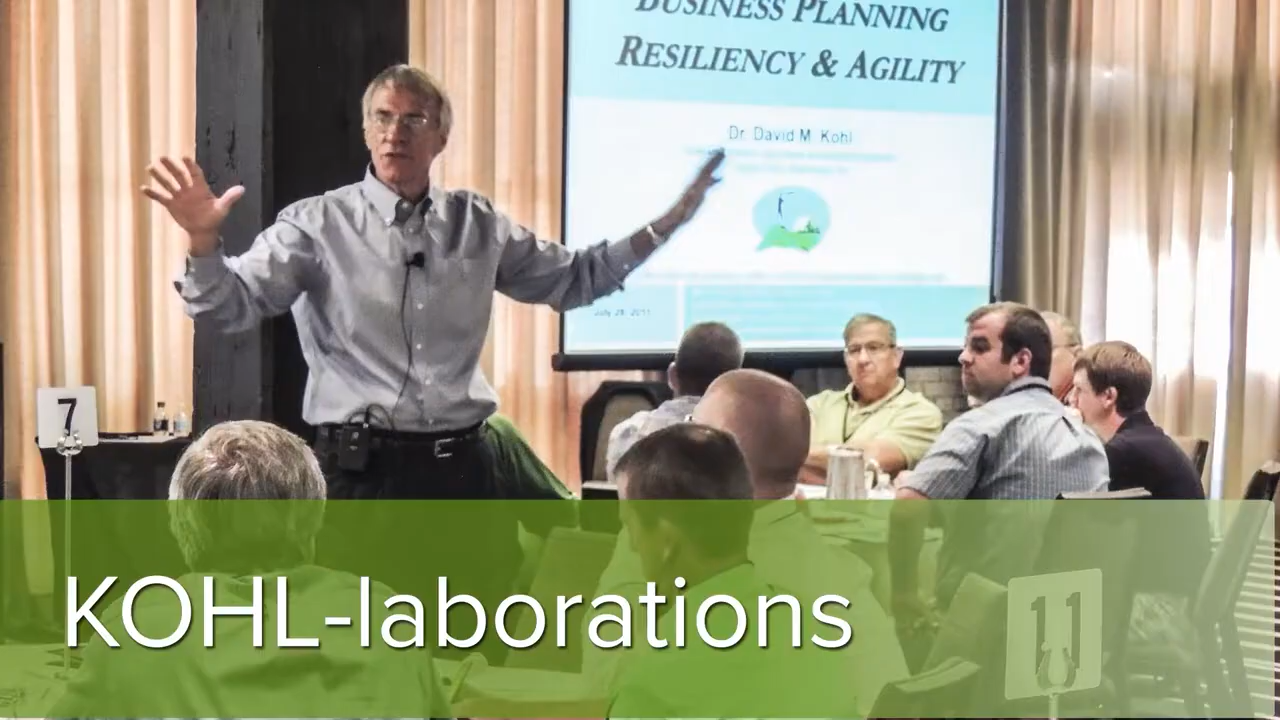 BUSINESS PLANNING
RESILIENCY & AGILITY
Dr. David M. Kohl
7
KOHL-laborations
11